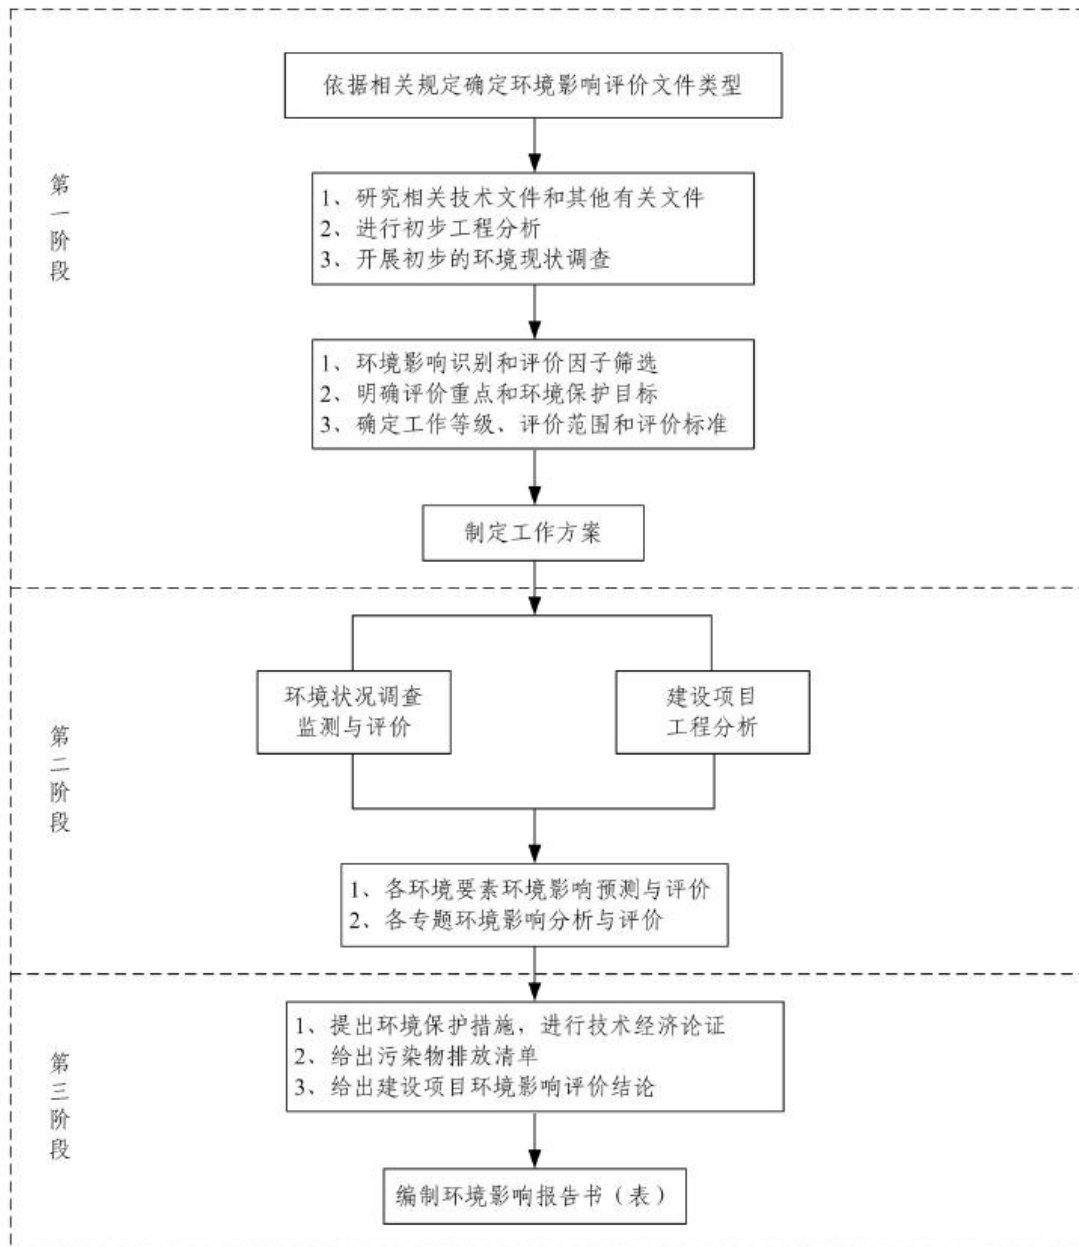 依据相关规定确定环境影响评价文件类型
第一阶段
1、研究相关技术文件和其他有关文件
2、进行初步工程分析
3、开展初步的环境现状调查
1、环境影响识别和评价因子筛选
2、明确评价重点和环境保护目标
3、确定工作等级、评价范围和评价标准
制定工作方案
第二阶段
环境状况调查
监测与评价
建设项目
工程分析
1、各环境要素环境影响预测与评价
2、各专题环境影响分析与评价
第三阶段
1、提出环境保护措施，进行技术经济论证
2、给出污染物排放清单
3、给出建设项目环境影响评价结论
编制环境影响报告书（表）